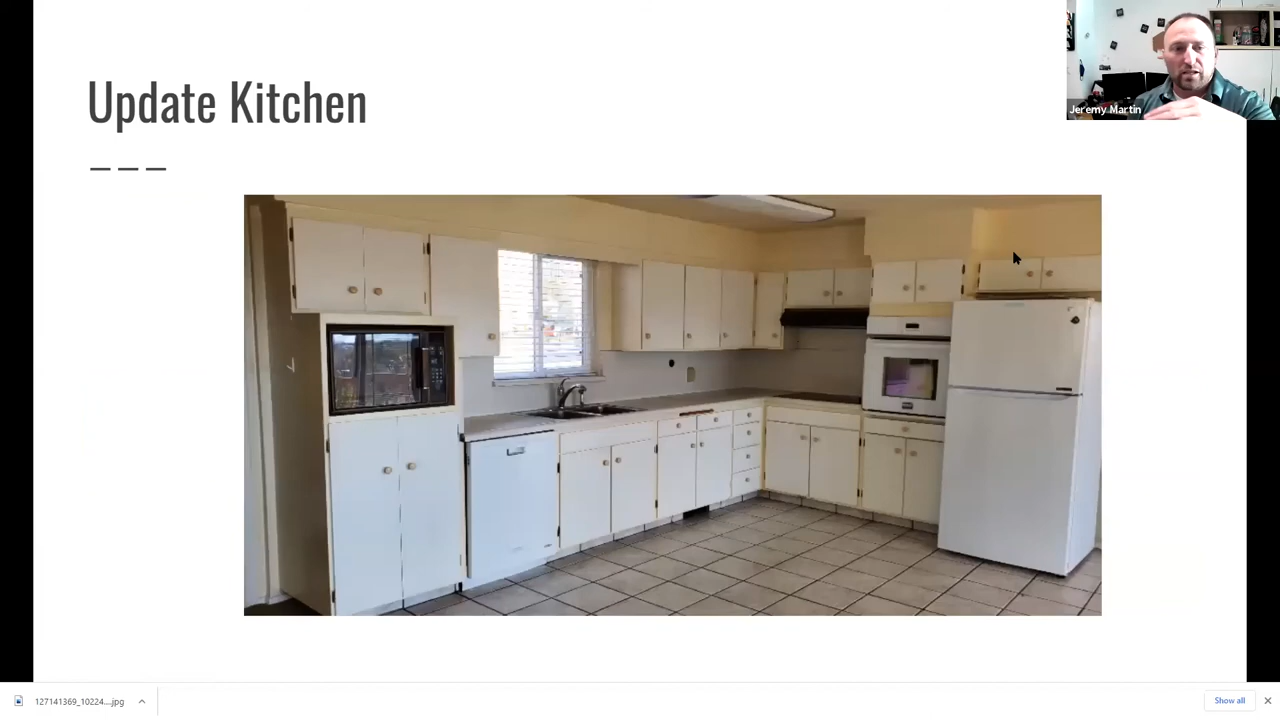 Update Kitchen
Jeremy Martin
127141369_10224....jpg
Show all